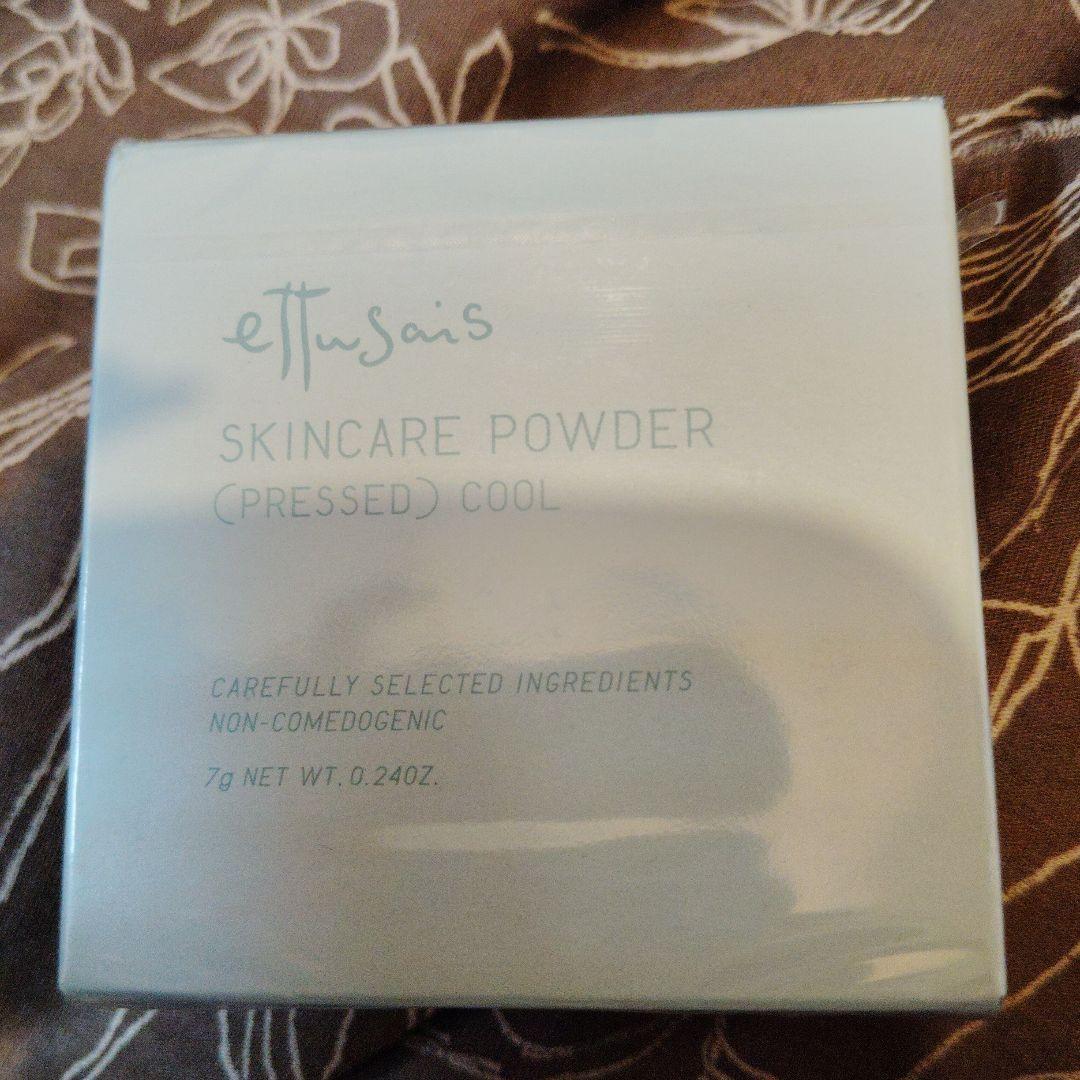 ettusais
SKINCARE POWDER
(PRESSED) COOL
CAREFULLY SELECTED INGREDIENTS
NON-COMEDOGENIC
7g NET WT. 0.24OZ.